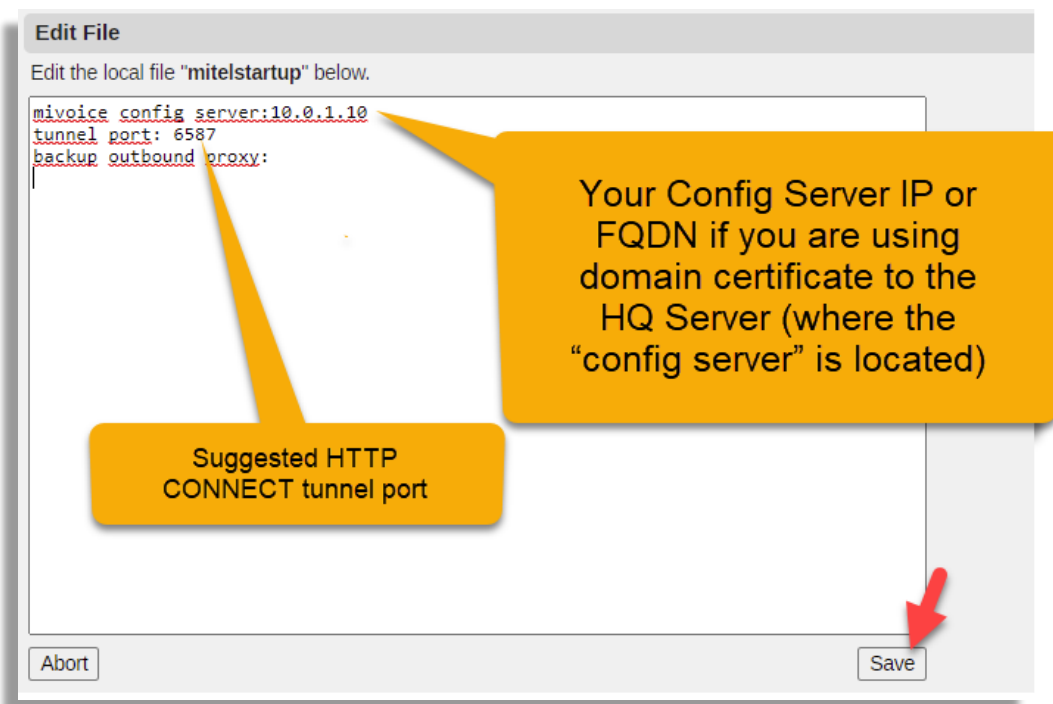 Edit File
Edit the local file "mitelstartup" below.
mivoice config server:10.0.1.10
tunnel port: 6587
backup outbound proxy:
Your Config Server IP or
FQDN if you are using
domain certificate to the
HQ Server (where the
“config server” is located)
Suggested HTTP
CONNECT tunnel port
Abort
Save